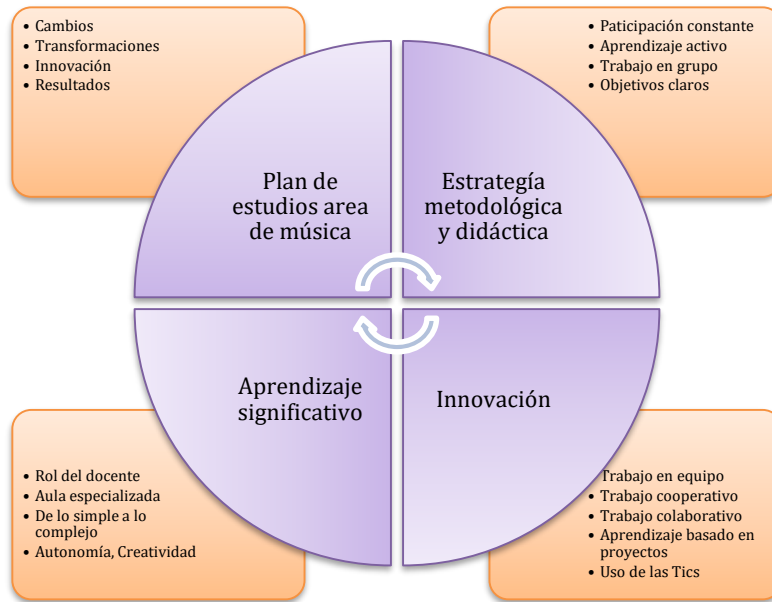 • Cambios
• Transformaciones
• Innovación
• Resultados
• Paticipación constante
• Aprendizaje activo
• Trabajo en grupo
• Objetivos claros
Plan de
estudios area
de música
Estrategía
metodológica
y didáctica
Aprendizaje
significativo
Innovación
• Rol del docente
• Aula especializada
• De lo simple a lo
complejo
• Autonomía, Creatividad
Trabajo en equipo
• Trabajo cooperativo
• Trabajo colaborativo
• Aprendizaje basado en
proyectos
• Uso de las Tics